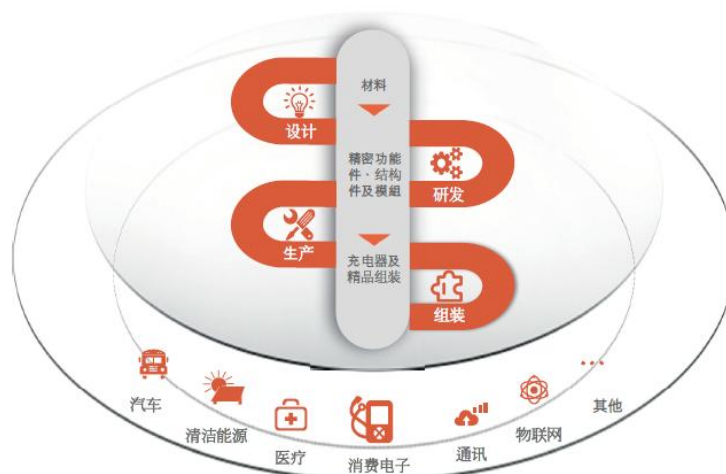 材料
设计
精密功能
件、结构
件及模組
研发
生产
充电器及
精品组装
组装
汽车
清洁能源
医疗
消费电子
通讯
物联网
其他
...